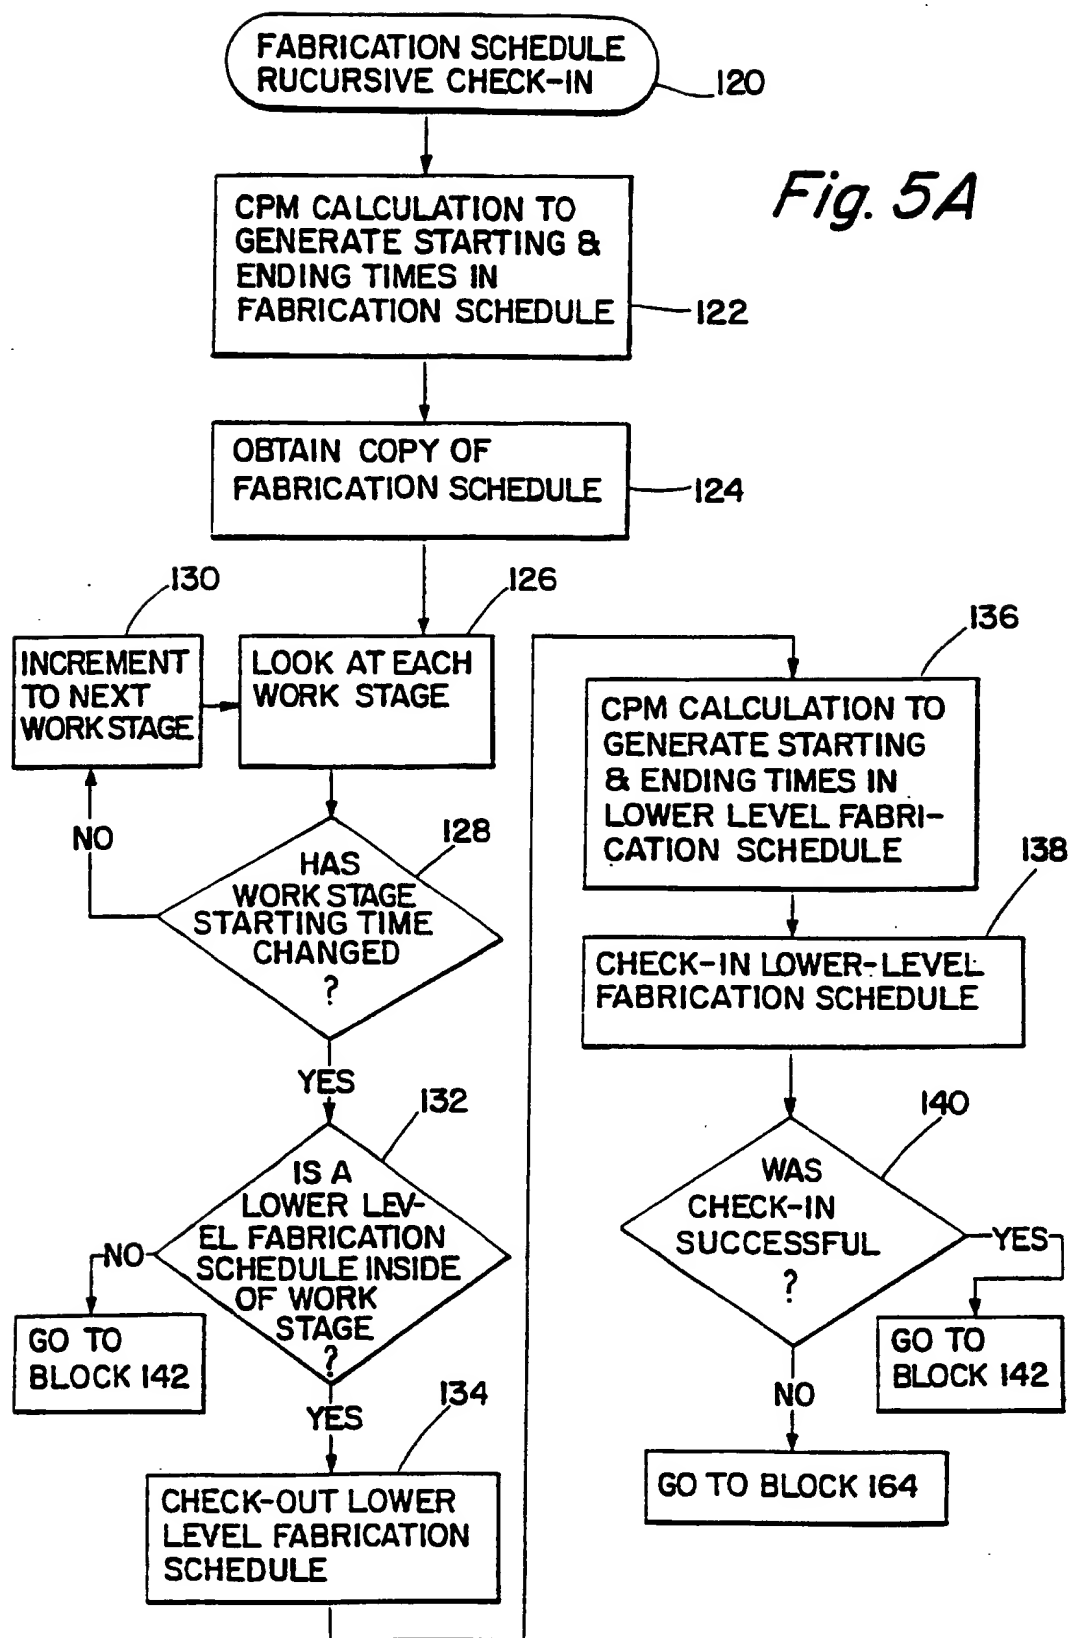 FABRICATION SCHEDULE
RUCURSIVE CHECK-IN
120
Fig. 5A
CPM CALCULATION TO
GENERATE STARTING &
ENDING TIMES IN
FABRICATION SCHEDULE
122
OBTAIN COPY OF
FABRICATION SCHEDULE
124
130
126
INCREMENT
TO NEXT
WORK STAGE
LOOK AT EACH
WORK STAGE
NO
128
HAS
WORK STAGE
STARTING TIME
CHANGED
?
YES
132
IS A
LOWER LEV-
EL FABRICATION
SCHEDULE INSIDE
OF WORK
STAGE
?
NO
GO TO
BLOCK 142
YES
134
CHECK-OUT LOWER
LEVEL FABRICATION
SCHEDULE
136
CPM CALCULATION TO
GENERATE STARTING
& ENDING TIMES IN
LOWER LEVEL FABRI-
CATION SCHEDULE
138
CHECK-IN LOWER-LEVEL
FABRICATION SCHEDULE
140
WAS
CHECK-IN
SUCCESSFUL
?
YES
GO TO
BLOCK 142
NO
GO TO BLOCK 164